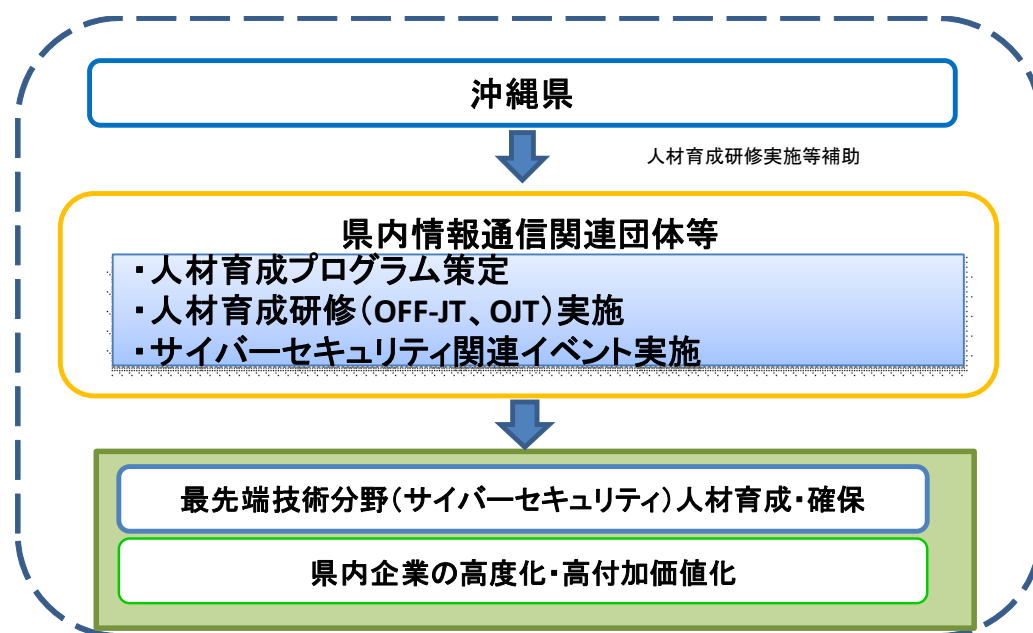 沖縄県
人材育成研修実施等補助
県内情報通信関連団体等
・人材育成プログラム策定
・人材育成研修(OFF-JT、OJT)実施
・サイバーセキュリティ関連イベント実施
最先端技術分野(サイバーセキュリティ)人材育成・確保
県内企業の高度化・高付加価値化